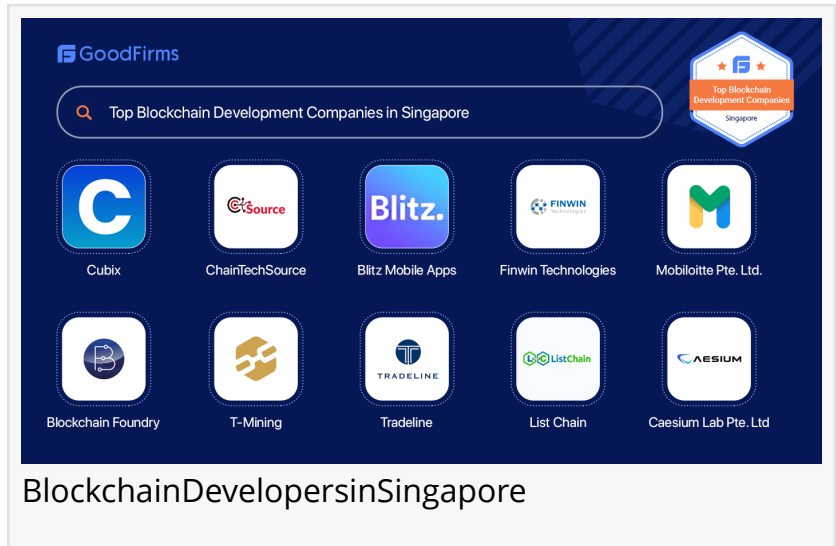 GoodFirms
Top Blockchain
Development Companies
Singapore
Top Blockchain Development Companies in Singapore
C
ChainTechSource
Blitz.
FINWIN
Technologies
Cubix
ChainTechSource
Blitz Mobile Apps
Finwin Technologies
Mobiloitte Pte. Ltd.
TRADELINE
ListChain
CAESIUM
Blockchain Foundry
T-Mining
Tradeline
List Chain
Caesium Lab Pte. Ltd
BlockchainDevelopersinSingapore